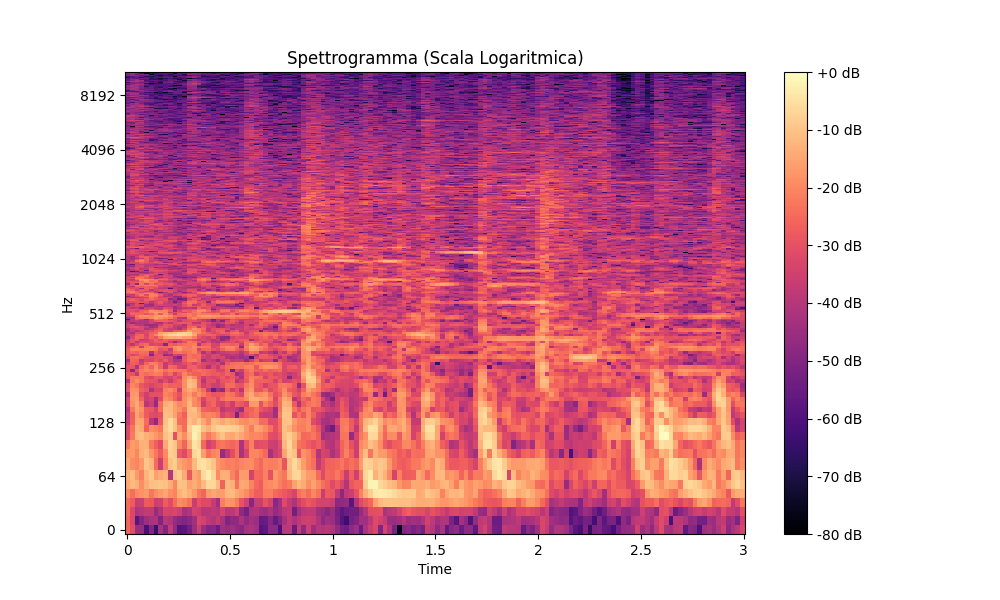 Spettrogramma (Scala Logaritmica)
Hz
8192
4096
2048
1024
512
256
128
64
0
0
0.5
1
1.5
2
2.5
3
Time
+0 dB
-10 dB
-20 dB
-30 dB
-40 dB
-50 dB
-60 dB
-70 dB
-80 dB